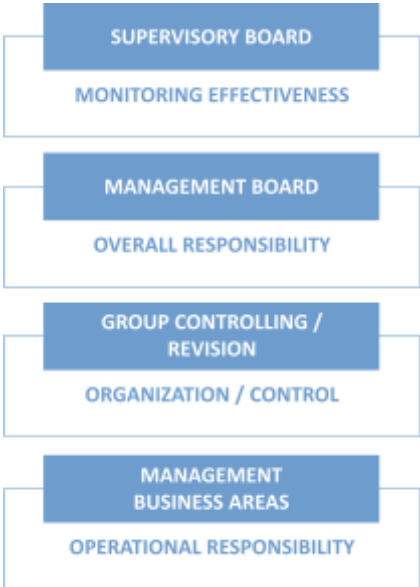 SUPERVISORY BOARD
MONITORING EFFECTIVENESS
MANAGEMENT BOARD
OVERALL RESPONSIBILITY
GROUP CONTROLLING /
REVISION
ORGANIZATION / CONTROL
MANAGEMENT
BUSINESS AREAS
OPERATIONAL RESPONSIBILITY